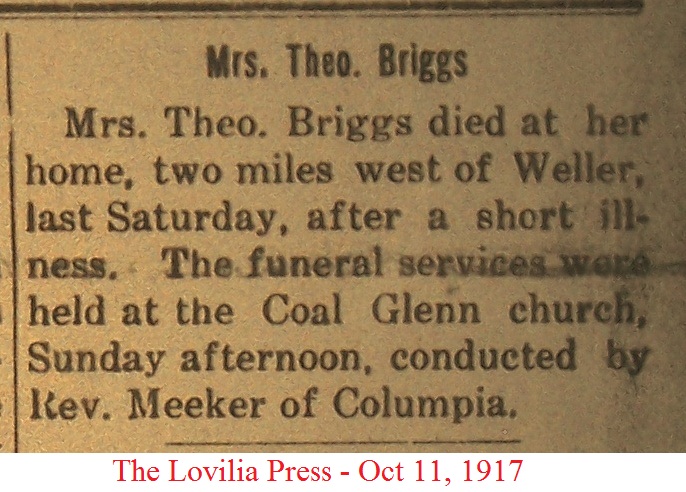 Mrs. Theo. Briggs
Mrs. Theo. Briggs died at her
home, two miles west of Weller,
last Saturday, after a short ill-
ness. The funeral services were
held at the Coal Glenn church,
Sunday afternoon, conducted by
Rev. Meeker of Columpia.
The Lovilia Press - Oct 11, 1917